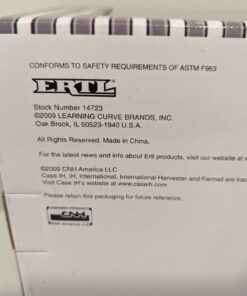 CONFORMS TO SAFETY REQUIREMENTS OF ASTM F963
ERTL
Stock Number 14723
©2009 LEARNING CURVE BRANDS, INC.
Oak Brook, IL 60523-1940 U.S.A.
All Rights Reserved. Made in China.
For the latest news and info about Ertl products, visit our website at
©2009 CNH America LLC
Case IH, IH, International, International Harvester and Farmall are
Visit Case IH's website at www.caseih.com
Please retain this packaging for future reference.
CNH